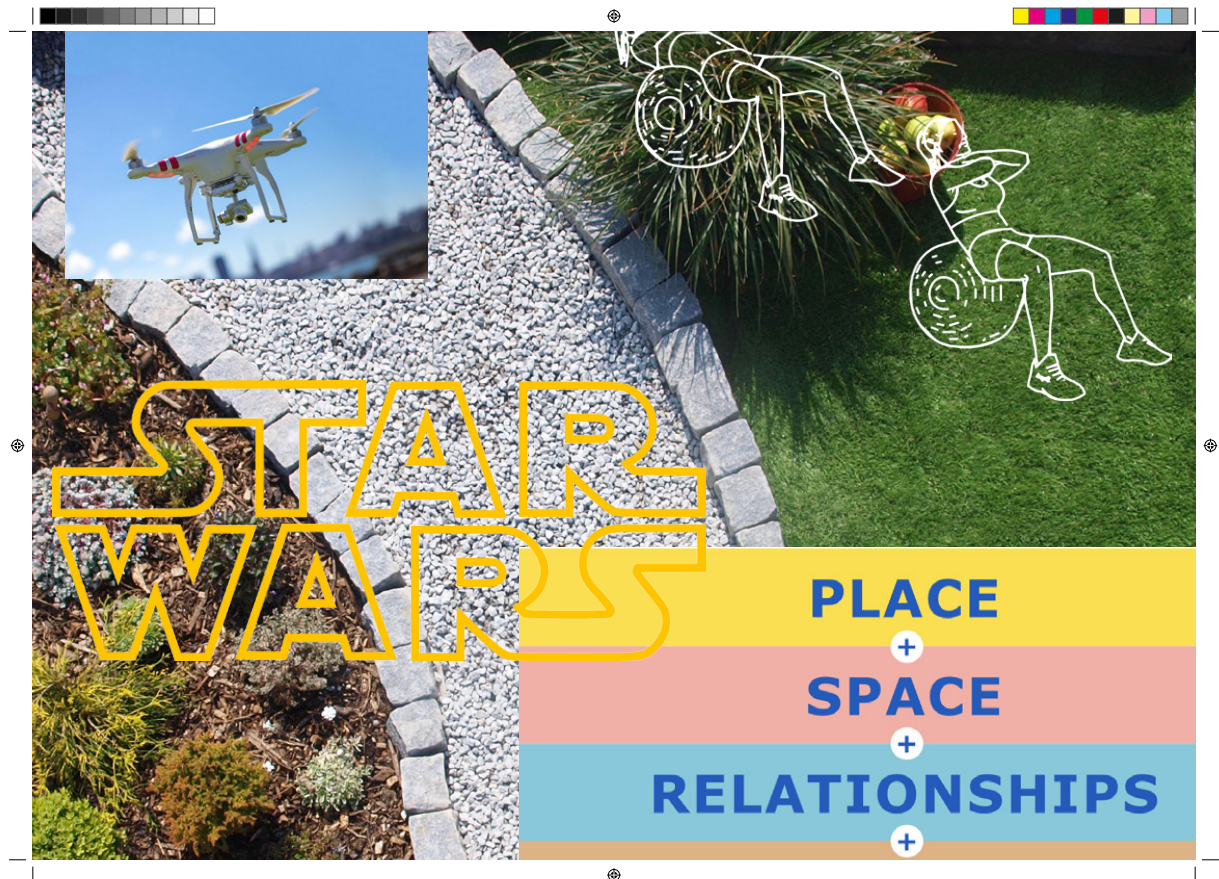 STAR
WARS
PLACE
+
SPACE
+
RELATIONSHIPS
+